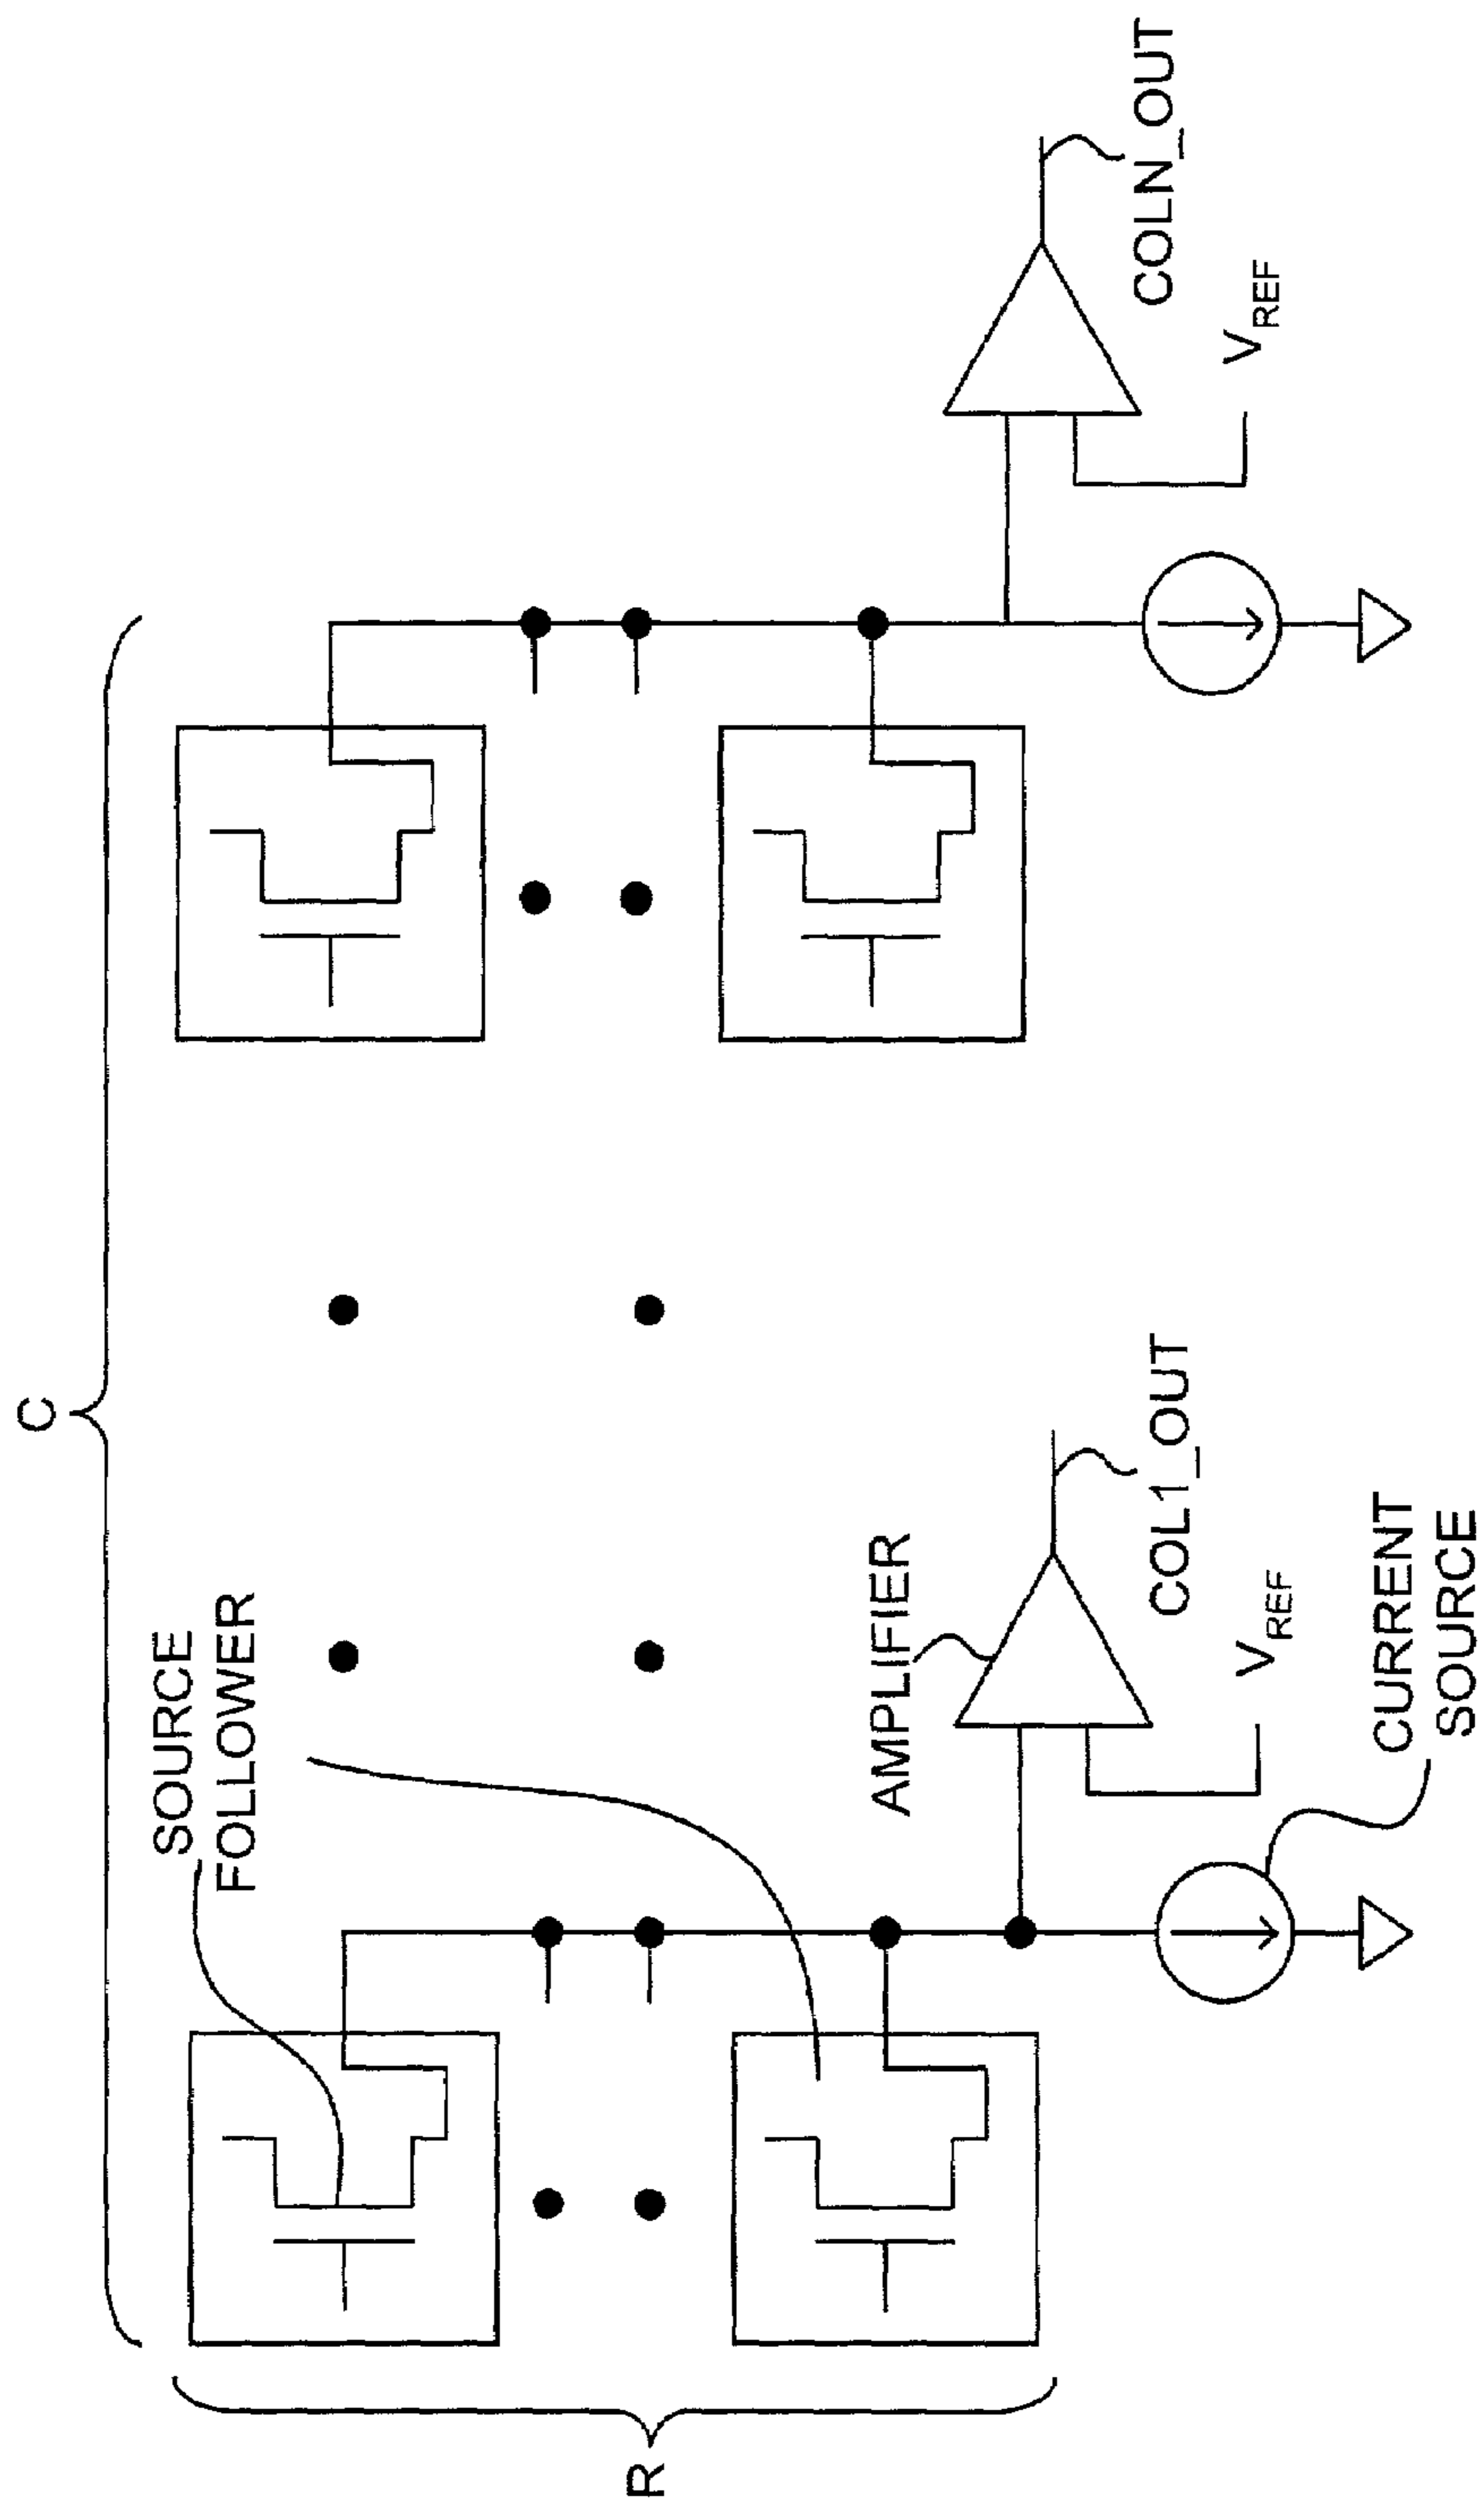 C
SOURCE
FOLLOWER
R
AMPLIFIER
COL1_OUT
VREF
CURRENT
SOURCE
COLN_OUT
VREF